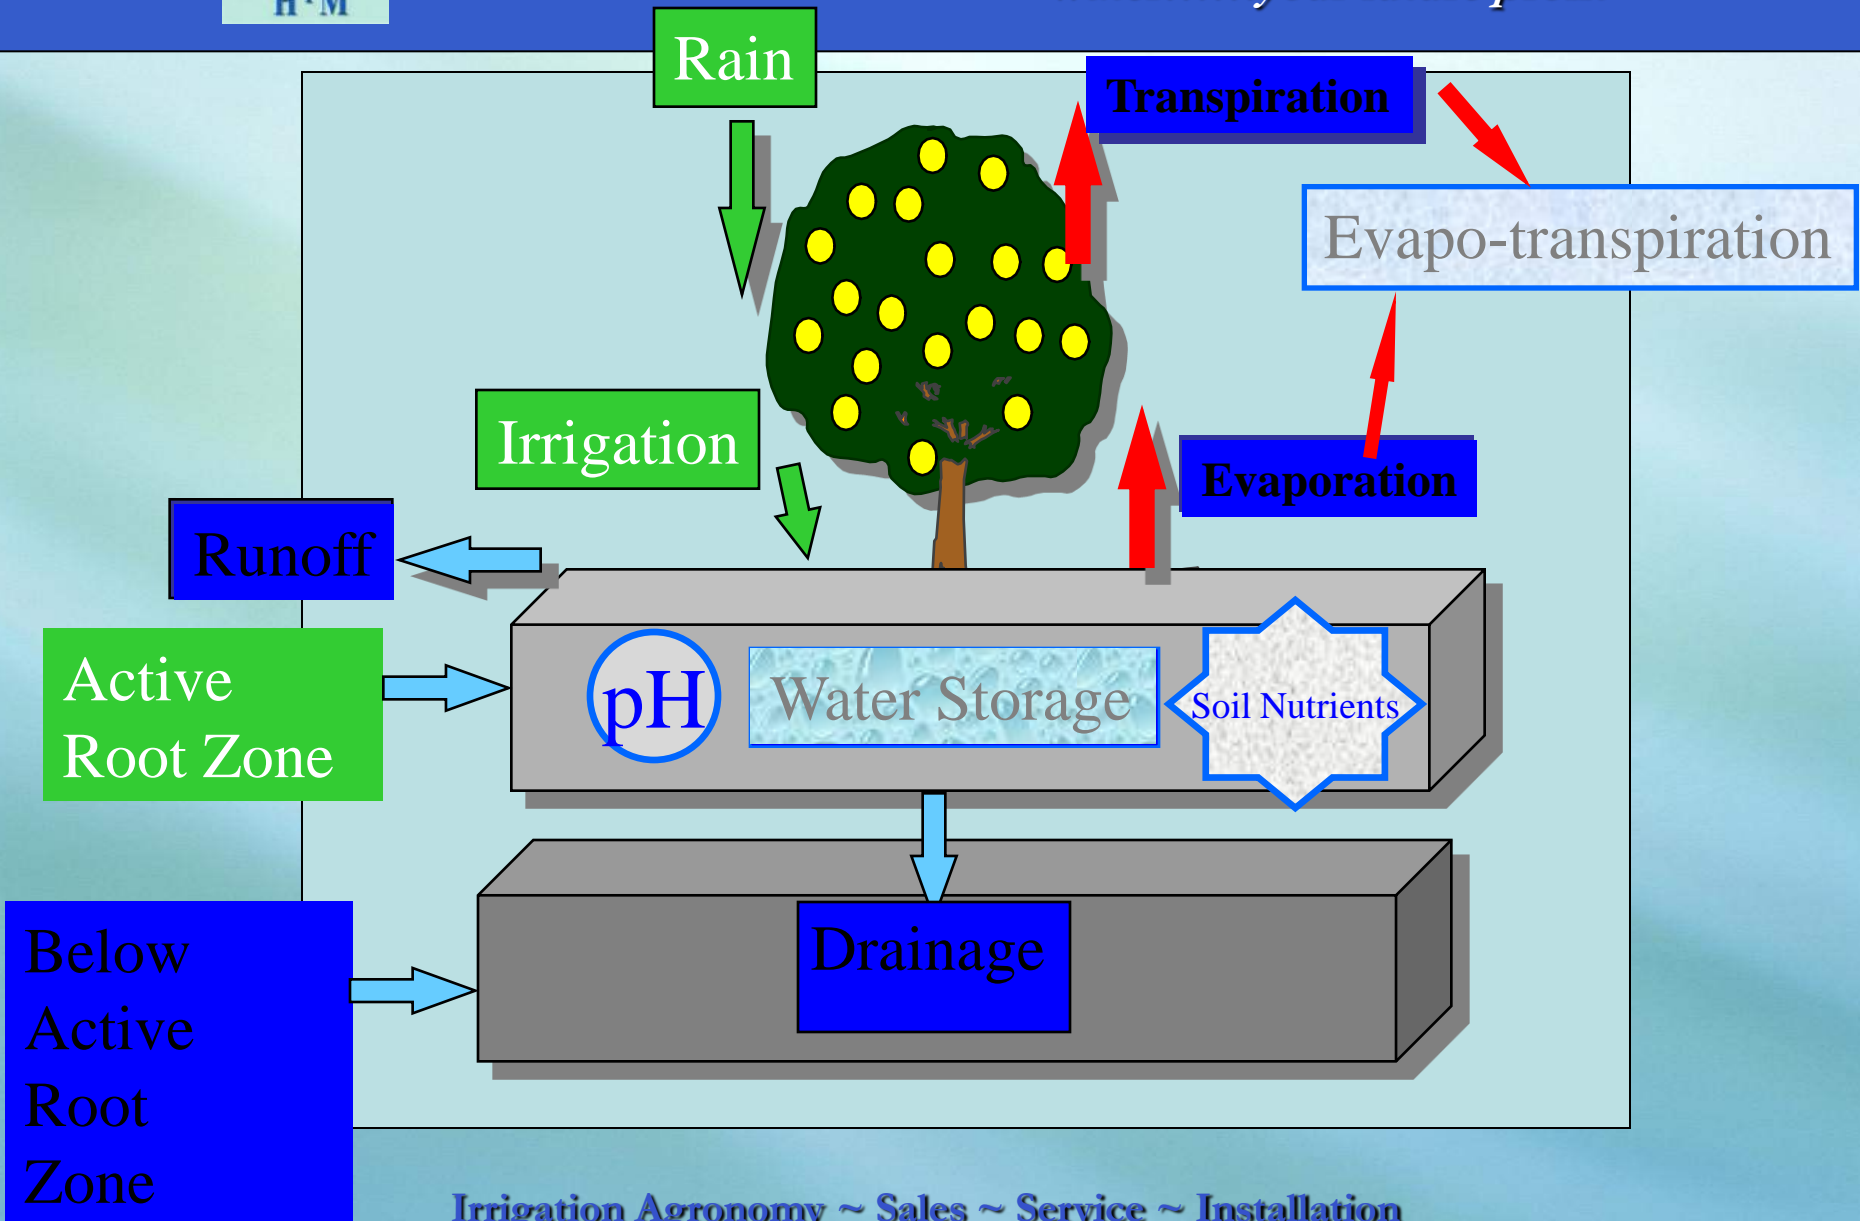 H
M
Rain
Transpiration
Evapo-transpiration
Irrigation
Evaporation
Runoff
Active
Root Zone
pH
Water Storage
Soil Nutrients
Drainage
Below
Active
Root
Zone
Irrigation Agronomy ~ Sales ~ Service ~ Installation